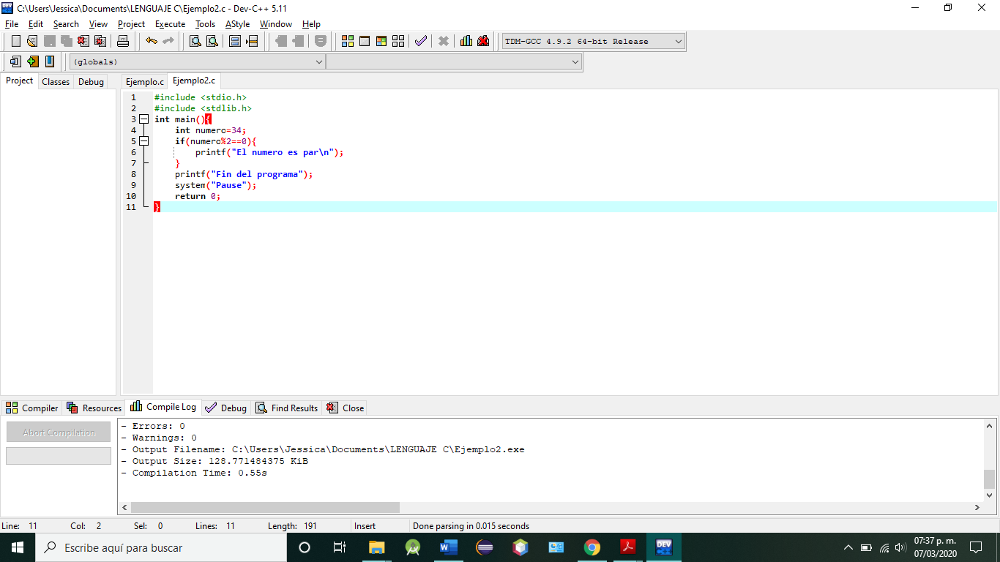 C:\Users\Jessica\Documents\LENGUAJE C\Ejemplo2.c - Dev-C++ 5.11
File Edit Search View Project Execute Tools AStyle Window Help
TDM-GCC 4.9.2 64-bit Release
(globals)
Project Classes Debug Ejemplo.c Ejemplo2.c
1 #include <stdio.h>
2 #include <stdlib.h>
3 int main(){
4 int numero=34;
5 if(numero%2==0){
6 printf("El numero es par\n");
7 }
8 printf("Fin del programa");
9 system("Pause");
10 return 0;
11 }
Compiler Resources Compile Log Debug Find Results Close
Abort Compilation
- Errors: 0
- Warnings: 0
- Output Filename: C:\Users\Jessica\Documents\LENGUAJE C\Ejemplo2.exe
- Output Size: 128.771484375 KiB
- Compilation Time: 0.55s
Line: 11 Col: 2 Sel: 0 Lines: 11 Length: 191 Insert Done parsing in 0.015 seconds
Escribe aquí para buscar
DEV
07:37 p. m.
07/03/2020